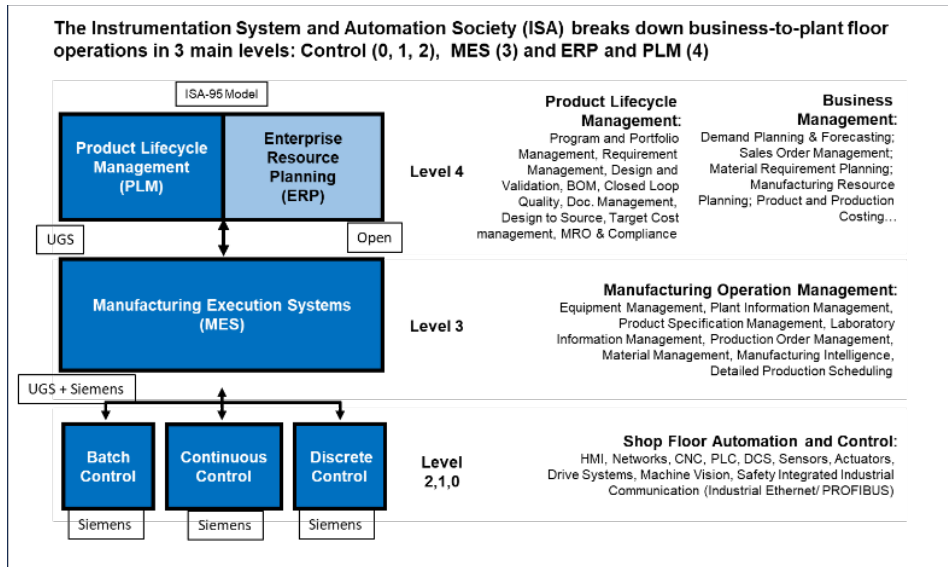 The Instrumentation System and Automation Society (ISA) breaks down business-to-plant floor
operations in 3 main levels: Control (0, 1, 2), MES (3) and ERP and PLM (4)
ISA-95 Model
Product Lifecycle
Management
(PLM)
Enterprise
Resource
Planning
(ERP)
Level 4
Product Lifecycle
Management:
Program and Portfolio
Management, Requirement
Management, Design and
Validation, BOM, Closed Loop
Quality, Doc. Management,
Design to Source, Target Cost
management, MRO & Compliance
Business
Management:
Demand Planning & Forecasting;
Sales Order Management;
Material Requirement Planning;
Manufacturing Resource
Planning; Product and Production
Costing…
UGS
Open
Manufacturing Execution Systems
(MES)
Level 3
Manufacturing Operation Management:
Equipment Management, Plant Information Management,
Product Specification Management, Laboratory
Information Management, Production Order Management,
Material Management, Manufacturing Intelligence,
Detailed Production Scheduling
UGS + Siemens
Batch
Control
Continuous
Control
Discrete
Control
Level
2,1,0
Shop Floor Automation and Control:
HMI, Networks, CNC, PLC, DCS, Sensors, Actuators,
Drive Systems, Machine Vision, Safety Integrated Industrial
Communication (Industrial Ethernet/ PROFIBUS)
Siemens
Siemens
Siemens